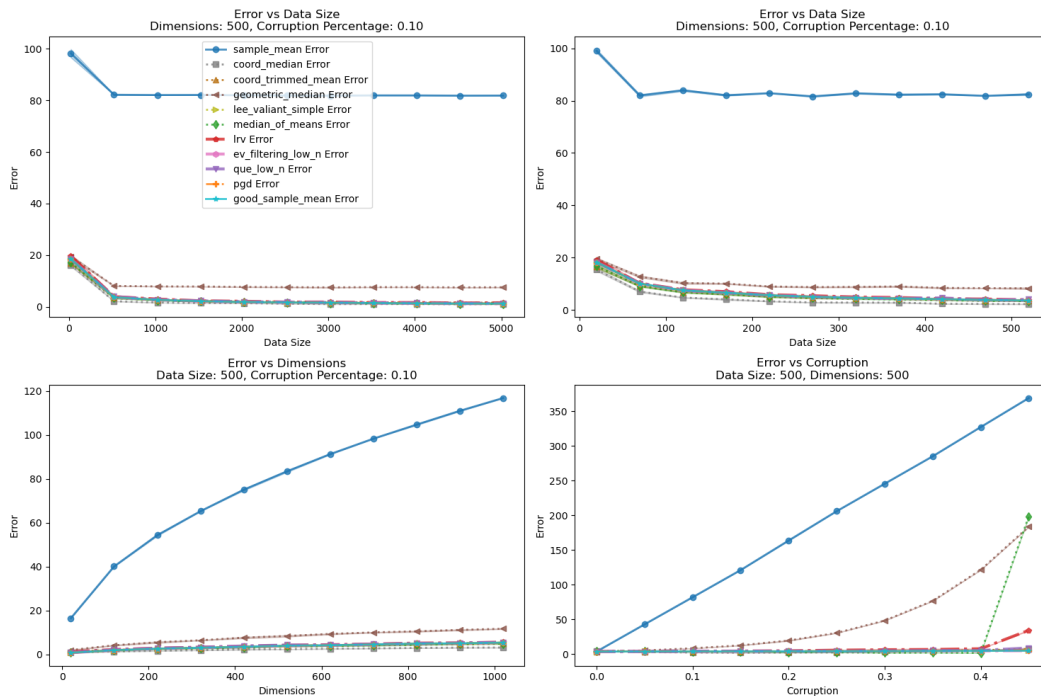 Error vs Data Size
Dimensions: 500, Corruption Percentage: 0.10
Error
100
80
60
40
20
0
sample_mean Error
coord_median Error
coord_trimmed_mean Error
geometric_median Error
lee_valiant_simple Error
median_of_means Error
lrv Error
ev_filtering_low_n Error
que_low_n Error
pgd Error
good_sample_mean Error
0 1000 2000 3000 4000 5000
Data Size
Error vs Data Size
Dimensions: 500, Corruption Percentage: 0.10
Error
100
80
60
40
20
0
0 100 200 300 400 500
Data Size
Error vs Dimensions
Data Size: 500, Corruption Percentage: 0.10
Error
120
100
80
60
40
20
0
0 200 400 600 800 1000
Dimensions
Error vs Corruption
Data Size: 500, Dimensions: 500
Error
350
300
250
200
150
100
50
0
0.0 0.1 0.2 0.3 0.4
Corruption